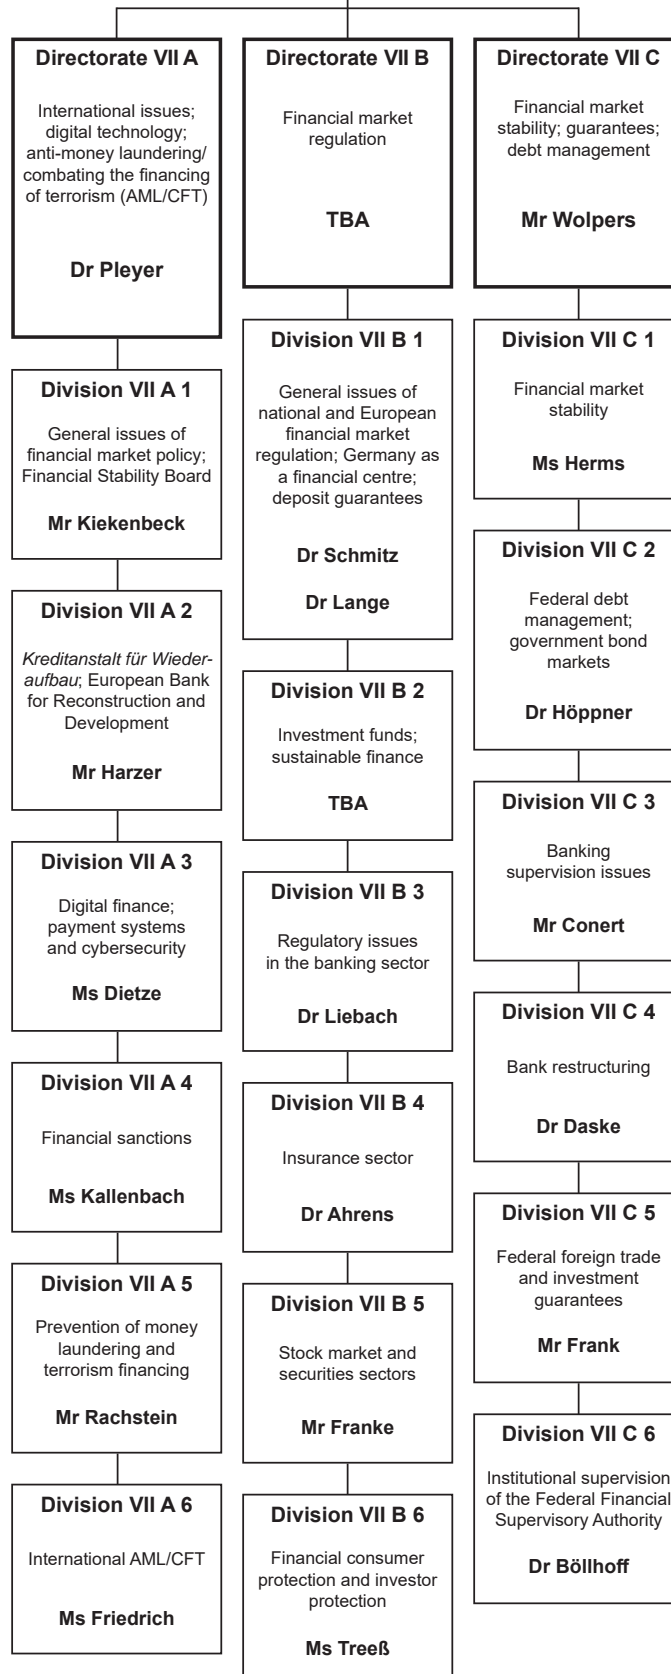 Directorate VII A
International issues;
digital technology;
anti-money laundering/
combating the financing
of terrorism (AML/CFT)
Dr Pleyer
Division VII A 1
General issues of
financial market policy;
Financial Stability Board
Mr Kiekenbeck
Division VII A 2
Kreditanstalt für Wieder-
aufbau; European Bank
for Reconstruction and
Development
Mr Harzer
Division VII A 3
Digital finance;
payment systems
and cybersecurity
Ms Dietze
Division VII A 4
Financial sanctions
Ms Kallenbach
Division VII A 5
Prevention of money
laundering and
terrorism financing
Mr Rachstein
Division VII A 6
International AML/CFT
Ms Friedrich
Directorate VII B
Financial market
regulation
TBA
Division VII B 1
General issues of
national and European
financial market
regulation; Germany as
a financial centre;
deposit guarantees
Dr Schmitz
Dr Lange
Division VII B 2
Investment funds;
sustainable finance
TBA
Division VII B 3
Regulatory issues
in the banking sector
Dr Liebach
Division VII B 4
Insurance sector
Dr Ahrens
Division VII B 5
Stock market and
securities sectors
Mr Franke
Division VII B 6
Financial consumer
protection and investor
protection
Ms Treeß
Directorate VII C
Financial market
stability; guarantees;
debt management
Mr Wolpers
Division VII C 1
Financial market
stability
Ms Herms
Division VII C 2
Federal debt
management;
government bond
markets
Dr Höppner
Division VII C 3
Banking
supervision issues
Mr Conert
Division VII C 4
Bank restructuring
Dr Daske
Division VII C 5
Federal foreign trade
and investment
guarantees
Mr Frank
Division VII C 6
Institutional supervision
of the Federal Financial
Supervisory Authority
Dr Böllhoff